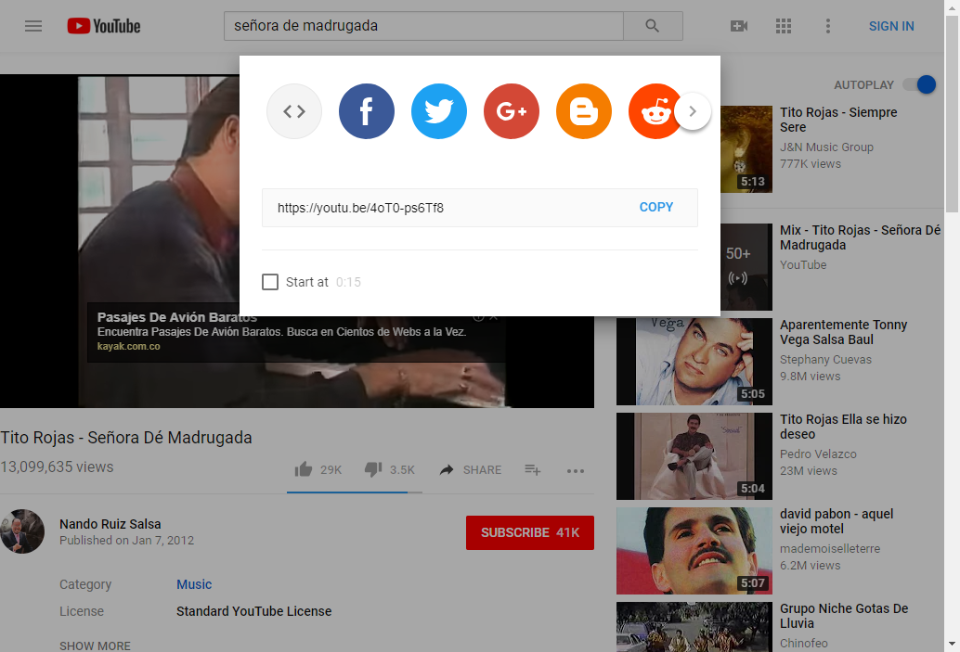 YouTube
señora de madrugada
SIGN IN
G+
https://youtu.be/4oT0-ps6Tf8
COPY
Start at 0:15
Pasajes De Avión Baratos
Encuentra Pasajes De Avión Baratos. Busca en Cientos de Webs a la Vez.
kayak.com.co
Tito Rojas - Señora Dé Madrugada
13,099,635 views
29K
3.5K
SHARE
Nando Ruiz Salsa
Published on Jan 7, 2012
SUBSCRIBE 41K
Category
Music
License
Standard YouTube License
SHOW MORE
AUTOPLAY
5:13
Tito Rojas - Siempre
Sere
J&N Music Group
777K views
50+
Mix - Tito Rojas - Señora Dé
Madrugada
YouTube
Vega
5:05
Aparentemente Tonny
Vega Salsa Baul
Stephany Cuevas
9.8M views
5:04
Tito Rojas Ella se hizo
deseo
Pedro Velazco
23M views
5:07
david pabon - aquel
viejo motel
mademoiselleterre
6.2M views
Grupo Niche Gotas De
Lluvia
Chinofeo